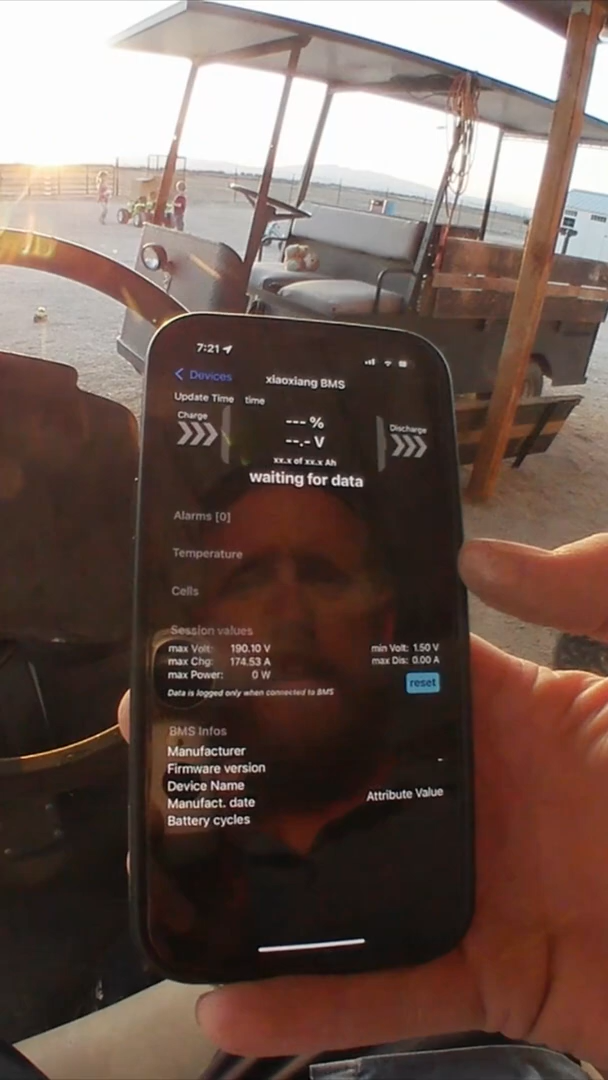 7:21
Devices
xiaoxiang BMS
Update Time time
Charge
Discharge
--- %
--.- V
xx.x of xx.x Ah
waiting for data
Alarms [0]
Temperature
Cells
Session values
max Volt: 190.10 V min Volt: 1.50 V
max Chg: 174.53 A max Dis: 0.00 A
max Power: 0 W
reset
Data is logged only when connected to BMS
BMS Infos
Manufacturer
Firmware version -
Device Name
Manufact. date Attribute Value
Battery cycles